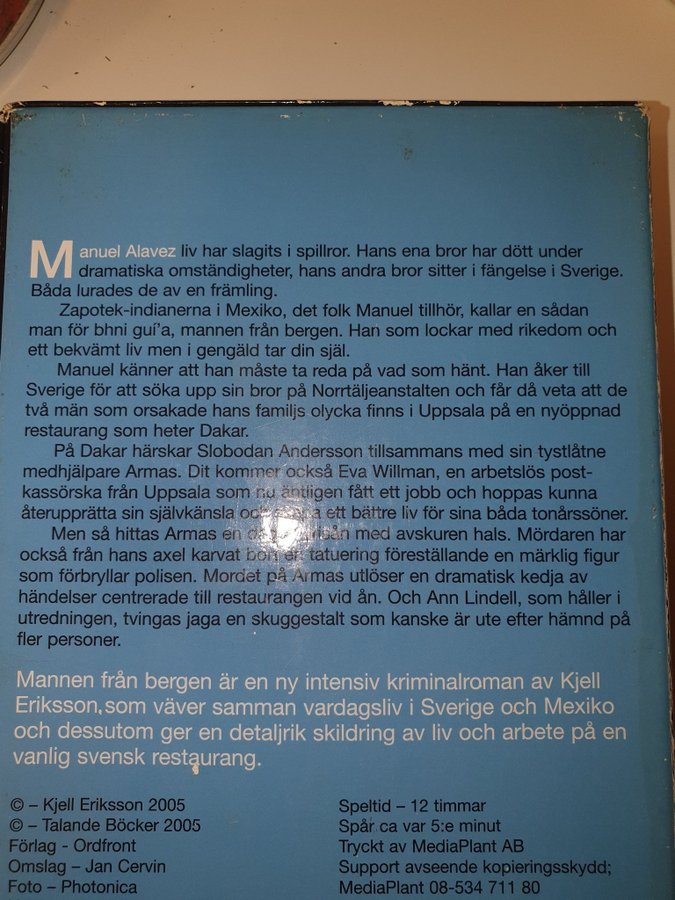 Manuel Alavez liv har slagits i spillror. Hans ena bror har dött under
dramatiska omständigheter, hans andra bror sitter i fängelse i Sverige.
Båda lurades de av en främling.
Zapotek-indianerna i Mexiko, det folk Manuel tillhör, kallar en sådan
man för bhni guí'a, mannen från bergen. Han som lockar med rikedom och
ett bekvämt liv men i gengäld tar din själ.
Manuel känner att han måste ta reda på vad som hänt. Han åker till
Sverige för att söka upp sin bror på Norrtäljeanstalten och får då veta att de
två män som orsakade hans familjs olycka finns i Uppsala på en nyöppnad
restaurang som heter Dakar.
På Dakar härskar Slobodan Andersson tillsammans med sin tystlåtne
medhjälpare Armas. Dit kommer också Eva Willman, en arbetslös post-
kassörska från Uppsala som nu äntligen fått ett jobb och hoppas kunna
återupprätta sin självkänsla och ett bättre liv för sina båda tonårssöner.
Men så hittas Armas en med avskuren hals. Mördaren har
också från hans axel karvat bort en tatuering föreställande en märklig figur
som förbryllar polisen. Mordet på Armas utlöser en dramatisk kedja av
händelser centrerade till restaurangen vid ån. Och Ann Lindell, som håller i
utredningen, tvingas jaga en skuggestalt som kanske är ute efter hämnd på
fler personer.
Mannen från bergen är en ny intensiv kriminalroman av Kjell
Eriksson, som väver samman vardagsliv i Sverige och Mexiko
och dessutom ger en detaljrik skildring av liv och arbete på en
vanlig svensk restaurang.
© – Kjell Eriksson 2005
© – Talande Böcker 2005
Förlag - Ordfront
Omslag – Jan Cervin
Foto – Photonica
Speltid – 12 timmar
Spår ca var 5:e minut
Tryckt av MediaPlant AB
Support avseende kopieringsskydd;
MediaPlant 08-534 711 80